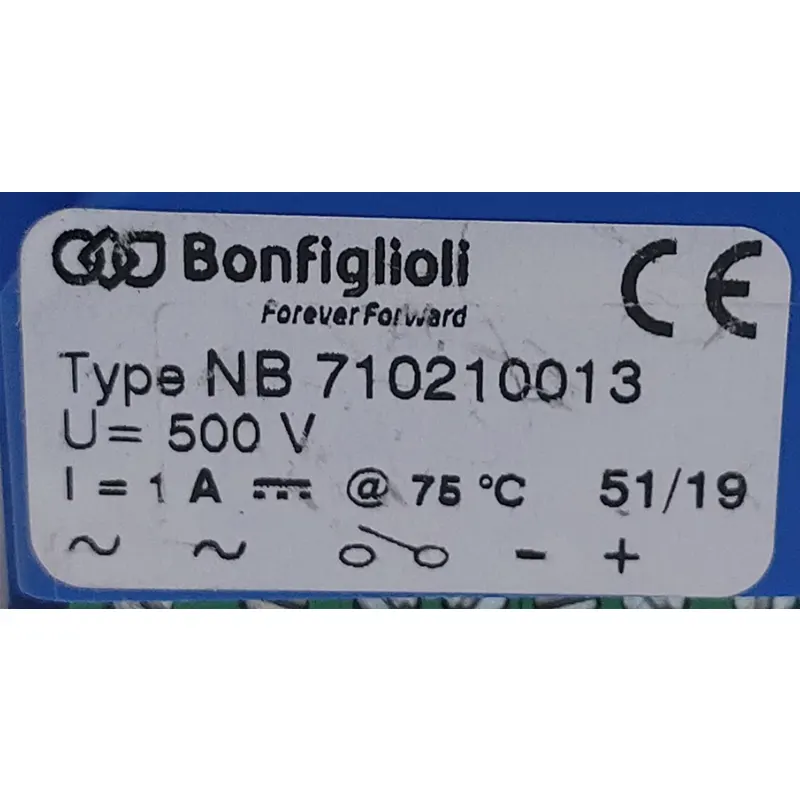 Bonfiglioli
Forever Forward
CE
Type NB 710210013
U= 500 V
I = 1 A ⎓ @ 75 °C 51/19
~ ~ - +